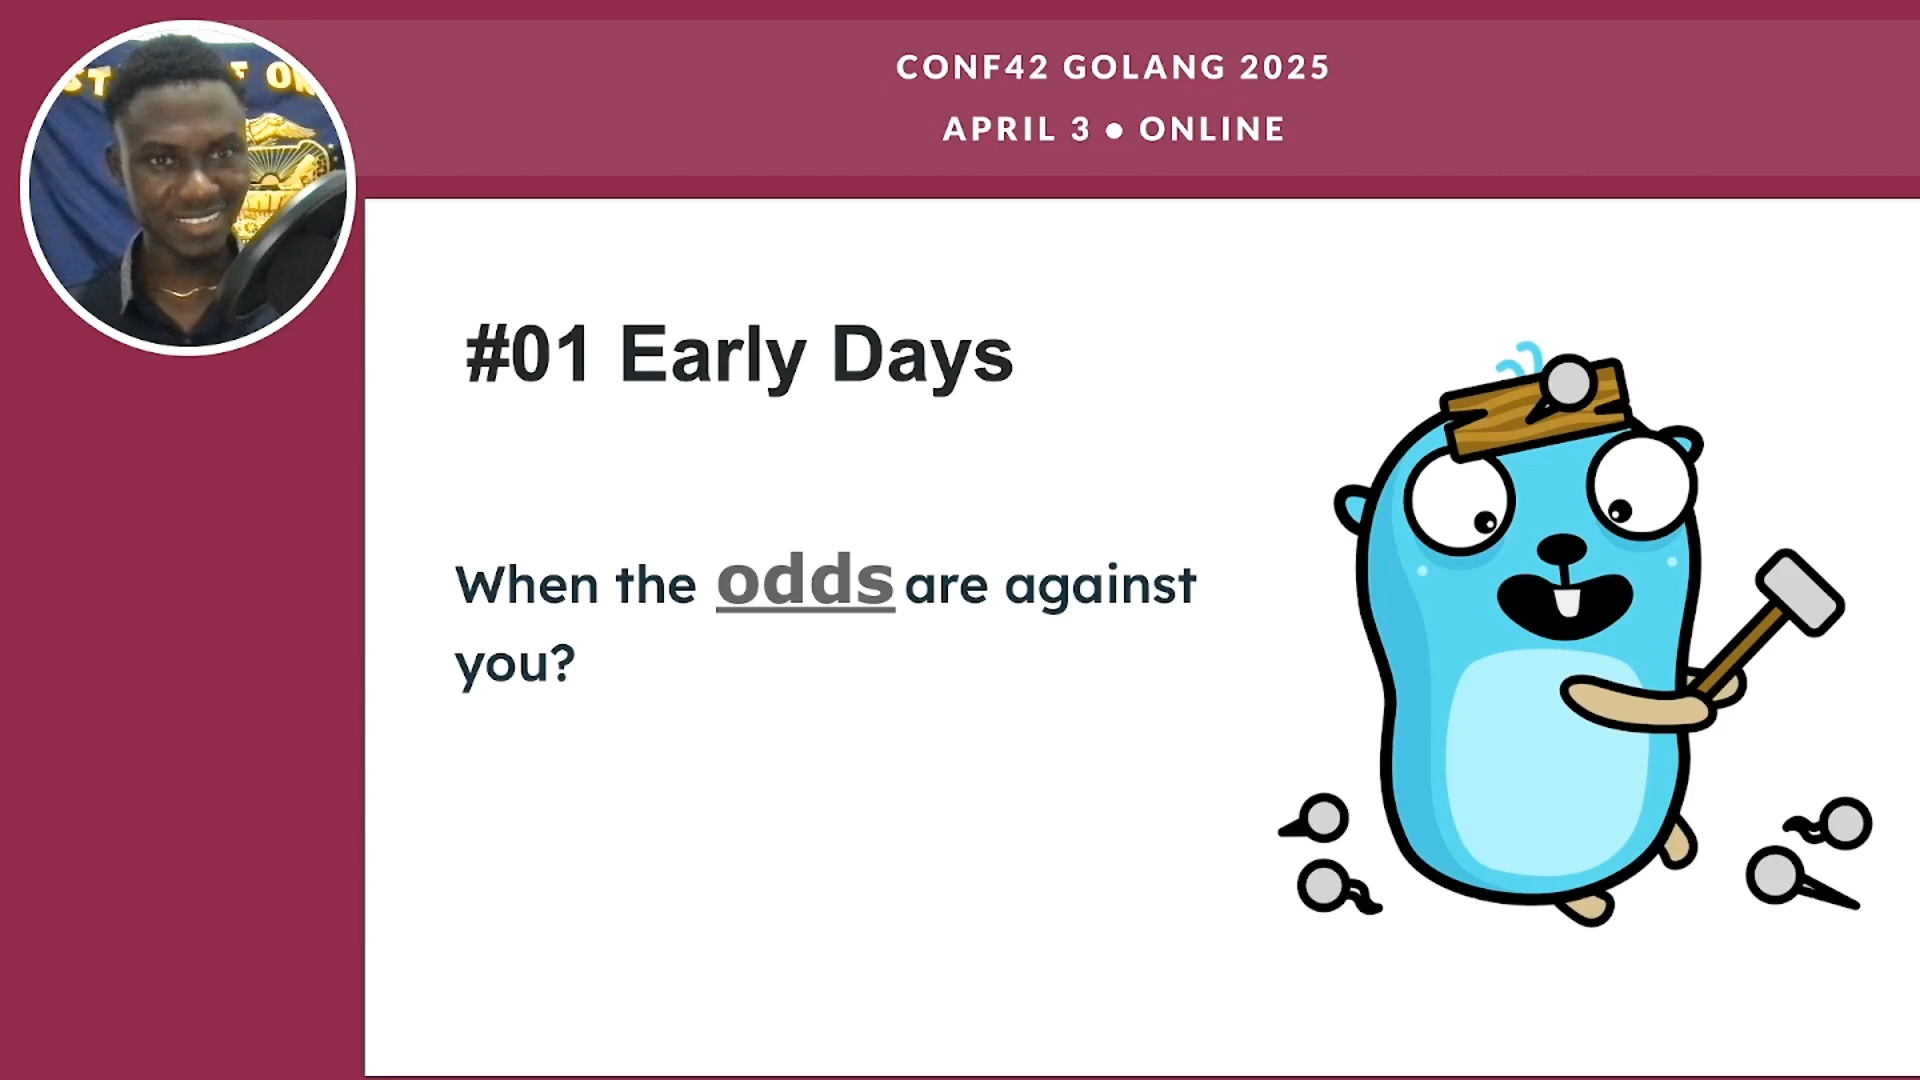 CONF42 GOLANG 2025
APRIL 3 ● ONLINE
#01 Early Days
When the odds are against
you?